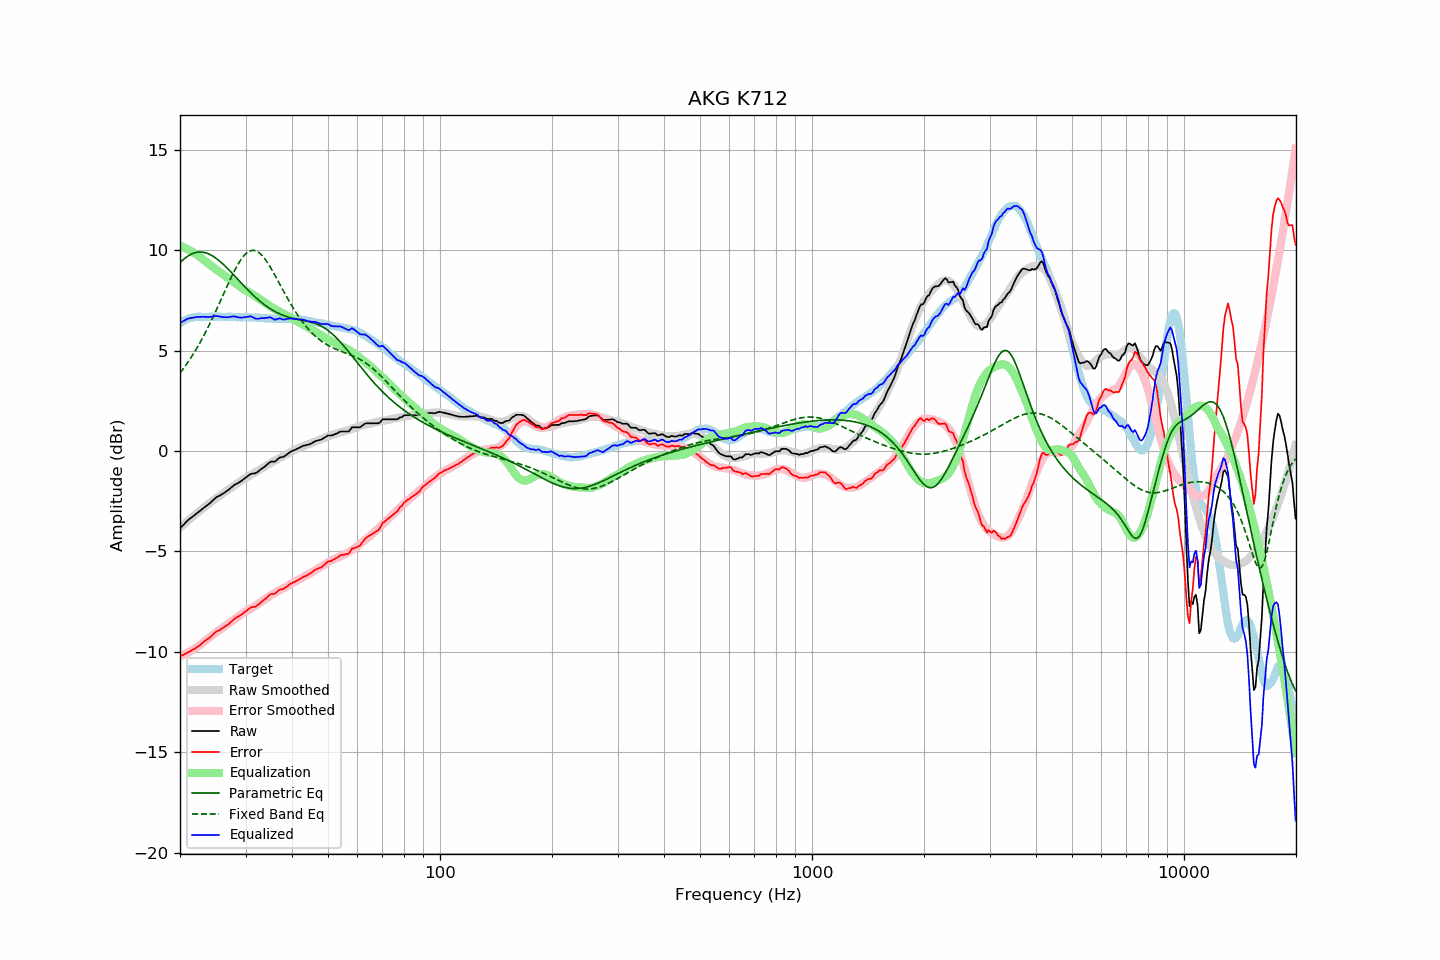 AKG K712
Amplitude (dBr)
15
10
5
0
−5
−10
−15
−20
Target
Raw Smoothed
Error Smoothed
Raw
Error
Equalization
Parametric Eq
Fixed Band Eq
Equalized
100
1000
10000
Frequency (Hz)